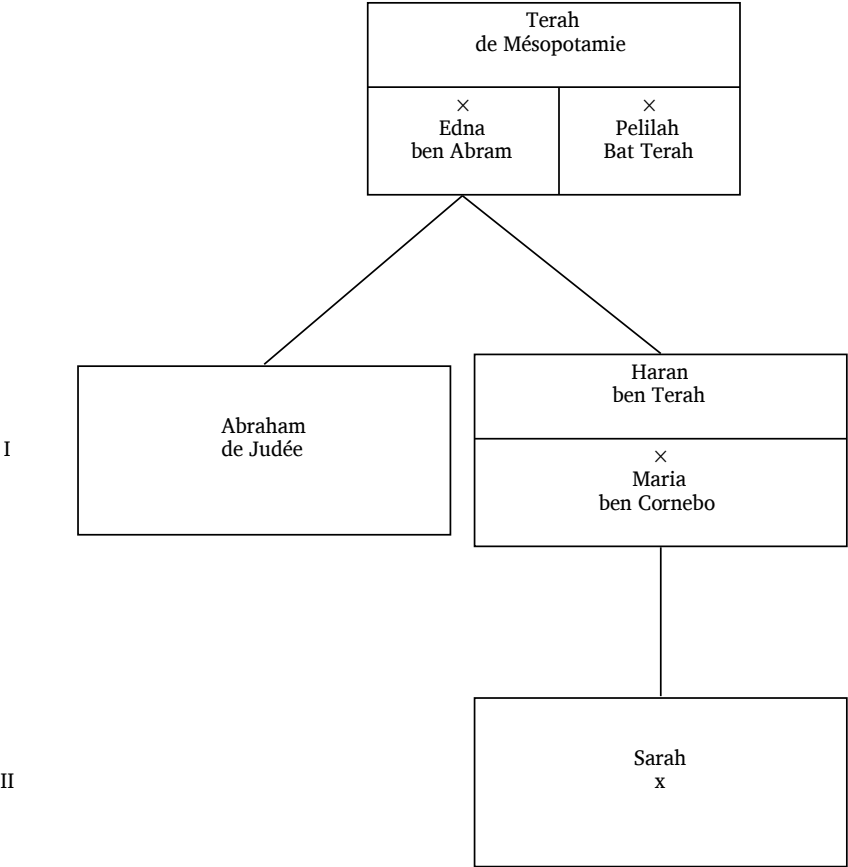 Terah
de Mésopotamie
×
Edna
ben Abram
×
Pelilah
Bat Terah
I
Abraham
de Judée
Haran
ben Terah
×
Maria
ben Cornebo
II
Sarah
x